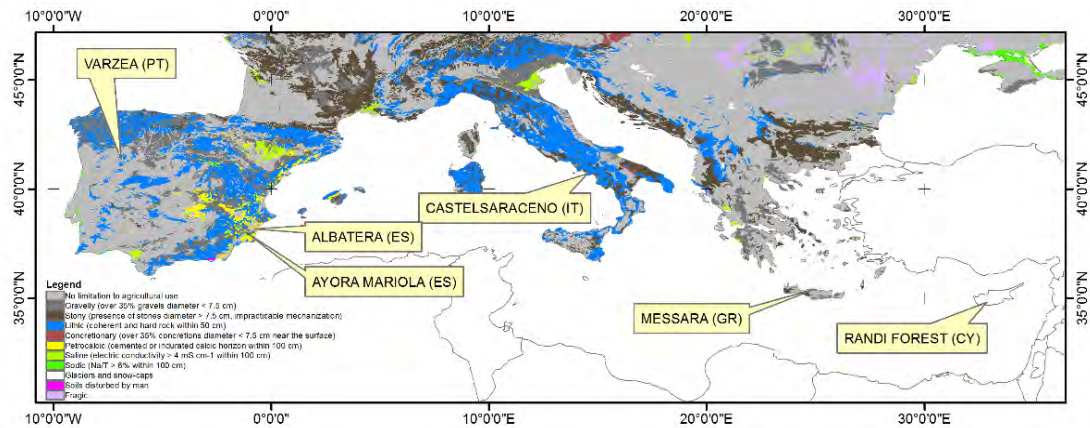 10°0'0"W 0°0'0" 10°0'0"E 20°0'0"E 30°0'0"E
45°0'0"N 45°0'0"N
40°0'0"N 40°0'0"N
35°0'0"N 35°0'0"N
VARZEA (PT)
CASTELSARACENO (IT)
ALBATERA (ES)
AYORA MARIOLA (ES)
MESSARA (GR)
RANDI FOREST (CY)
Legend
No limitation to agricultural use
Gravelly (over 35% gravels diameter < 7.5 cm)
Stony (presence of stones diameter > 7.5 cm, impracticable mechanization)
Lithic (coherent and hard rock within 50 cm)
Concretionary (over 35% concretions diameter < 7.5 cm near the surface)
Petrocalcic (cemented or indurated calcic horizon within 100 cm)
Saline (electric conductivity > 4 mS cm-1 within 100 cm)
Sodic (Na/T > 6% within 100 cm)
Glaciers and snow-caps
Soils disturbed by man
Fragic
10°0'0"W 0°0'0" 10°0'0"E 20°0'0"E 30°0'0"E